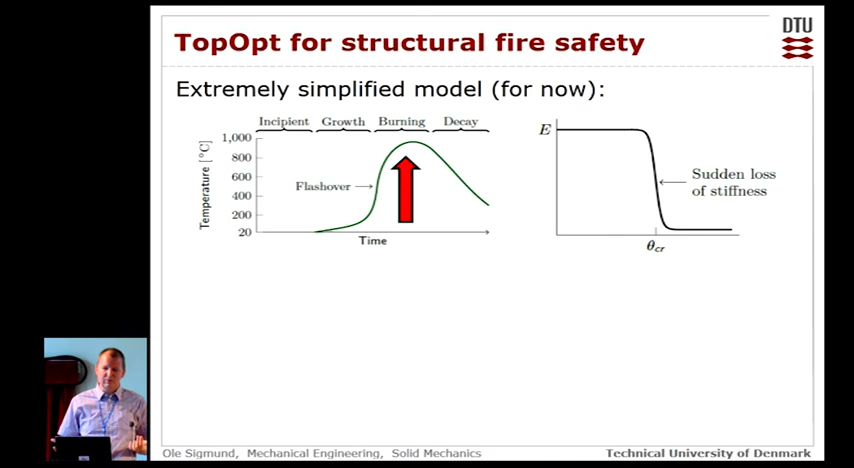 DTU
TopOpt for structural fire safety
Extremely simplified model (for now):
Incipient Growth Burning Decay
1,000
800
600
400
200
20
Temperature [°C]
Flashover
Time
E
Sudden loss
of stiffness
θcr
Ole Sigmund, Mechanical Engineering, Solid Mechanics
Technical University of Denmark